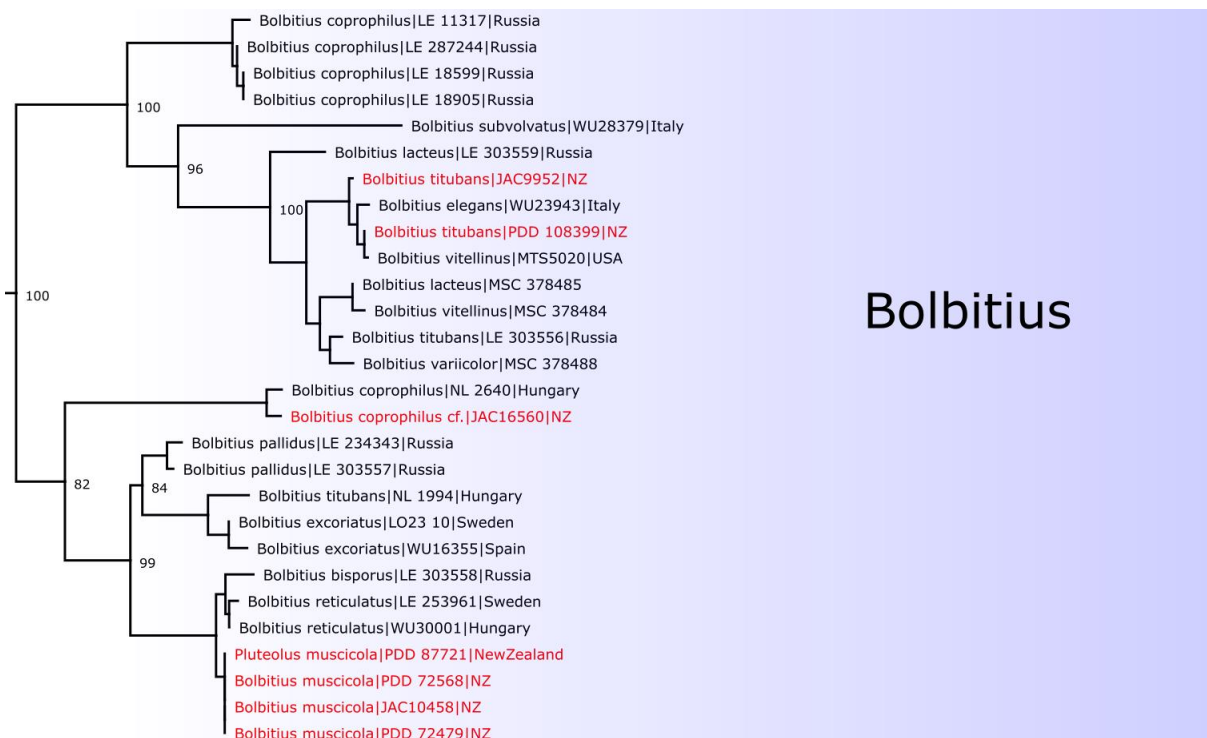 Bolbitius coprophilus|LE 11317|Russia
Bolbitius coprophilus|LE 287244|Russia
Bolbitius coprophilus|LE 18599|Russia
Bolbitius coprophilus|LE 18905|Russia
100
Bolbitius subvolvatus|WU28379|Italy
Bolbitius lacteus|LE 303559|Russia
96
Bolbitius titubans|JAC9952|NZ
Bolbitius elegans|WU23943|Italy
100
Bolbitius titubans|PDD 108399|NZ
Bolbitius vitellinus|MTS5020|USA
Bolbitius lacteus|MSC 378485
100
Bolbitius
Bolbitius vitellinus|MSC 378484
Bolbitius titubans|LE 303556|Russia
Bolbitius variicolor|MSC 378488
Bolbitius coprophilus|NL 2640|Hungary
Bolbitius coprophilus cf.|JAC16560|NZ
Bolbitius pallidus|LE 234343|Russia
Bolbitius pallidus|LE 303557|Russia
82
84
Bolbitius titubans|NL 1994|Hungary
Bolbitius excoriatus|LO23 10|Sweden
Bolbitius excoriatus|WU16355|Spain
99
Bolbitius bisporus|LE 303558|Russia
Bolbitius reticulatus|LE 253961|Sweden
Bolbitius reticulatus|WU30001|Hungary
Pluteolus muscicola|PDD 87721|NewZealand
Bolbitius muscicola|PDD 72568|NZ
Bolbitius muscicola|JAC10458|NZ
Bolbitius muscicola|PDD 72479|NZ